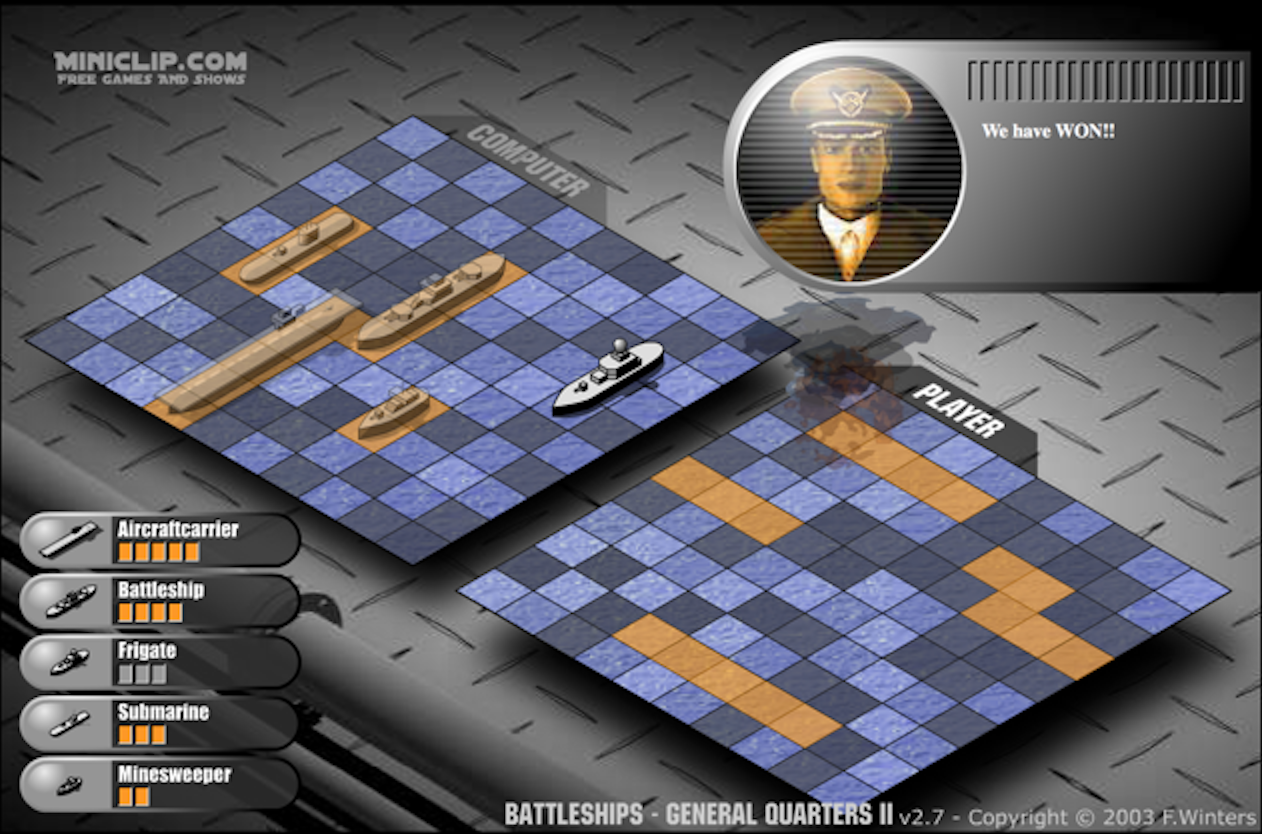 MINICLIP.COM
FREE GAMES AND SHOWS
COMPUTER
We have WON!!
PLAYER
Aircraftcarrier
Battleship
Frigate
Submarine
Minesweeper
BATTLESHIPS - GENERAL QUARTERS II v2.7 - Copyright © 2003 F.Winters